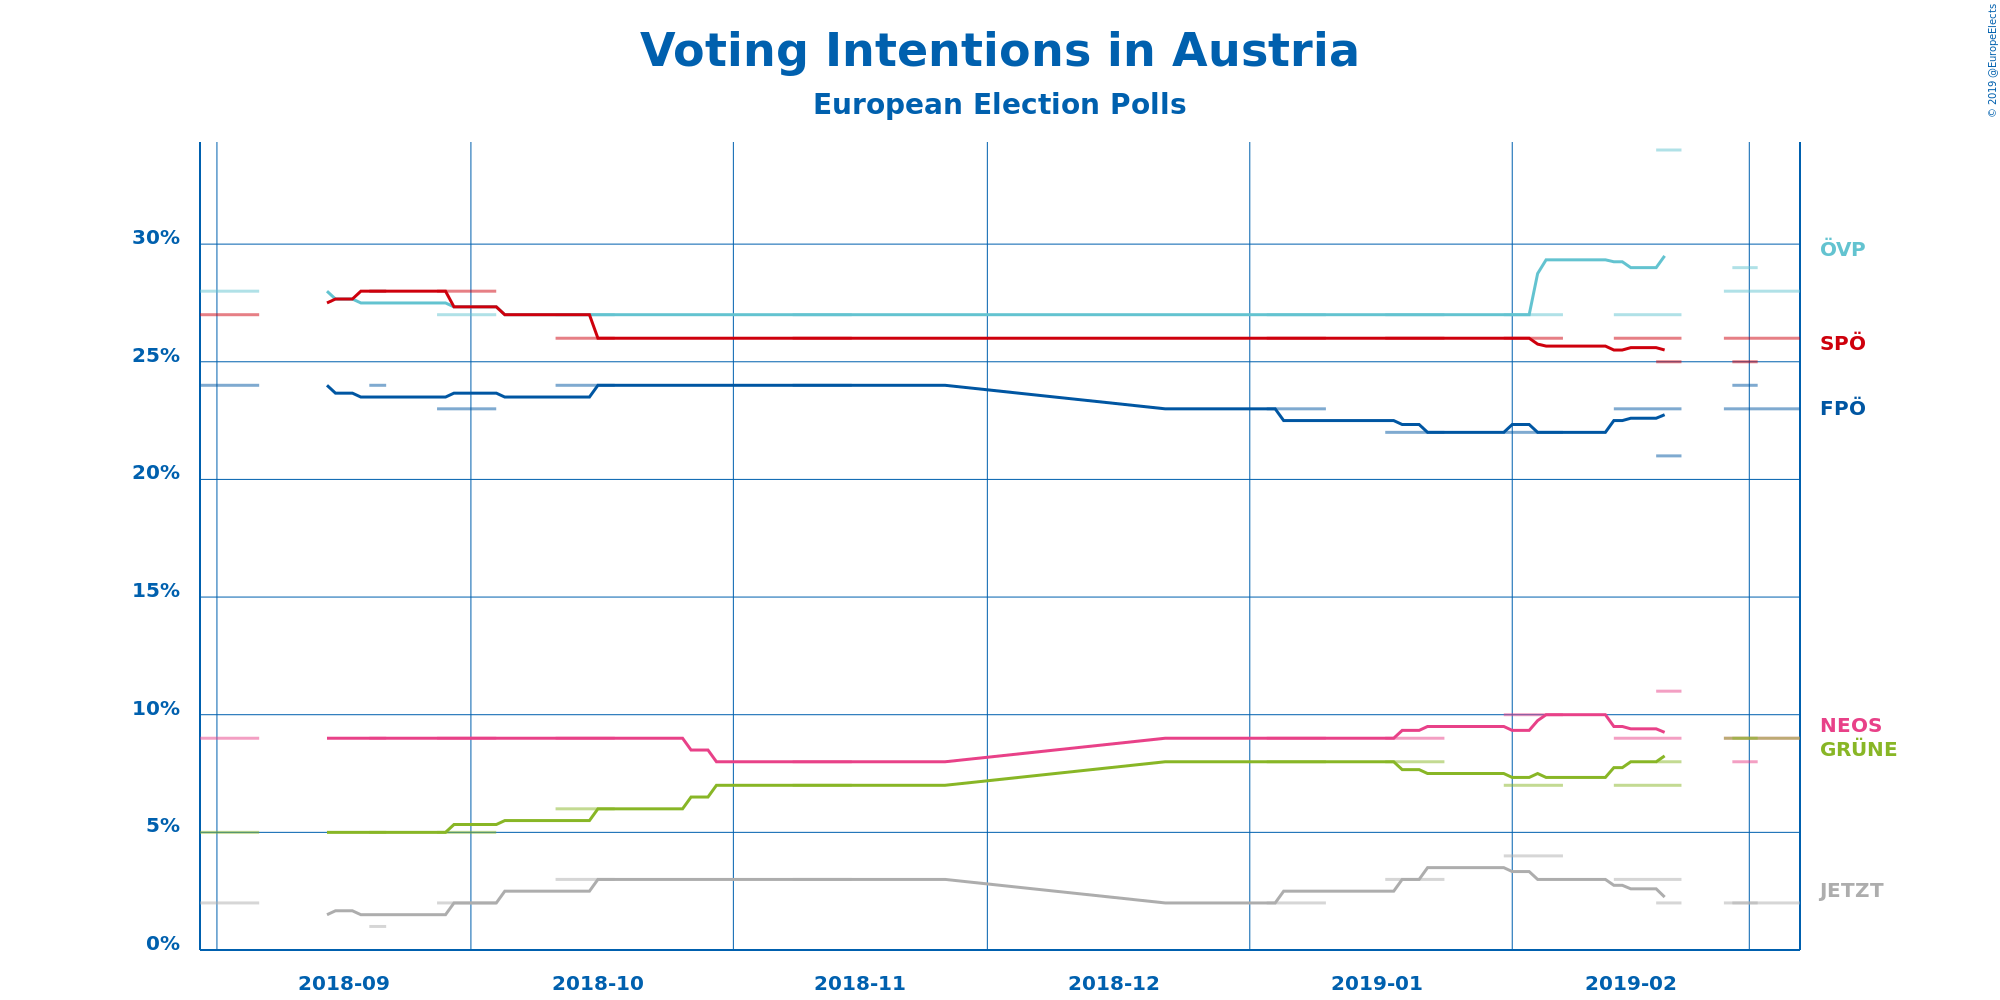 Voting Intentions in Austria
European Election Polls
© 2019 @EuropeElects
30%
25%
20%
15%
10%
5%
0%
ÖVP
SPÖ
FPÖ
NEOS
GRÜNE
JETZT
2018-09
2018-10
2018-11
2018-12
2019-01
2019-02